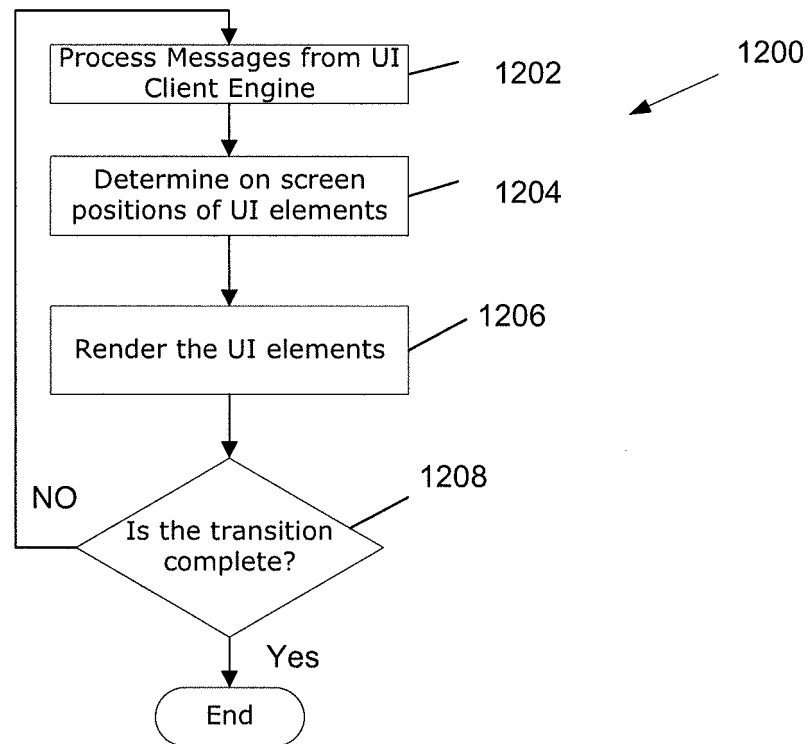 Process Messages from UI
Client Engine
1202
1200
Determine on screen
positions of UI elements
1204
Render the UI elements
1206
Is the transition
complete?
1208
NO
Yes
End